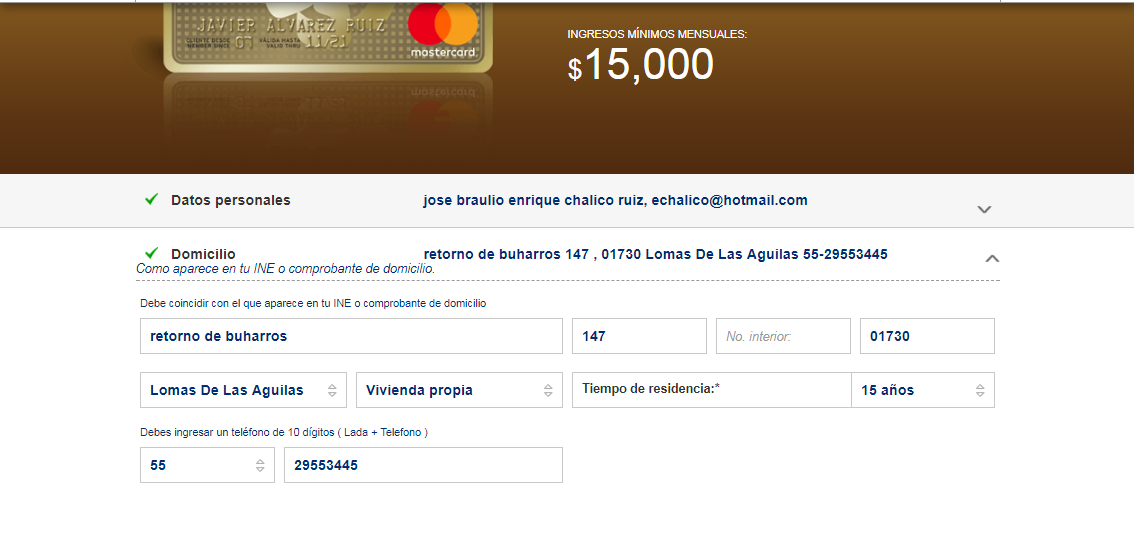 JAVIER ALVAREZ RUIZ
CLIENTE DESDE
MEMBER SINCE 07 VÁLIDA HASTA
VALID THRU 11/21
mastercard
INGRESOS MÍNIMOS MENSUALES:
$15,000
Datos personales jose braulio enrique chalico ruiz, echalico@hotmail.com
Domicilio retorno de buharros 147 , 01730 Lomas De Las Aguilas 55-29553445
Como aparece en tu INE o comprobante de domicilio.
Debe coincidir con el que aparece en tu INE o comprobante de domicilio
retorno de buharros 147 No. interior: 01730
Lomas De Las Aguilas Vivienda propia Tiempo de residencia:* 15 años
Debes ingresar un teléfono de 10 dígitos ( Lada + Telefono )
55 29553445